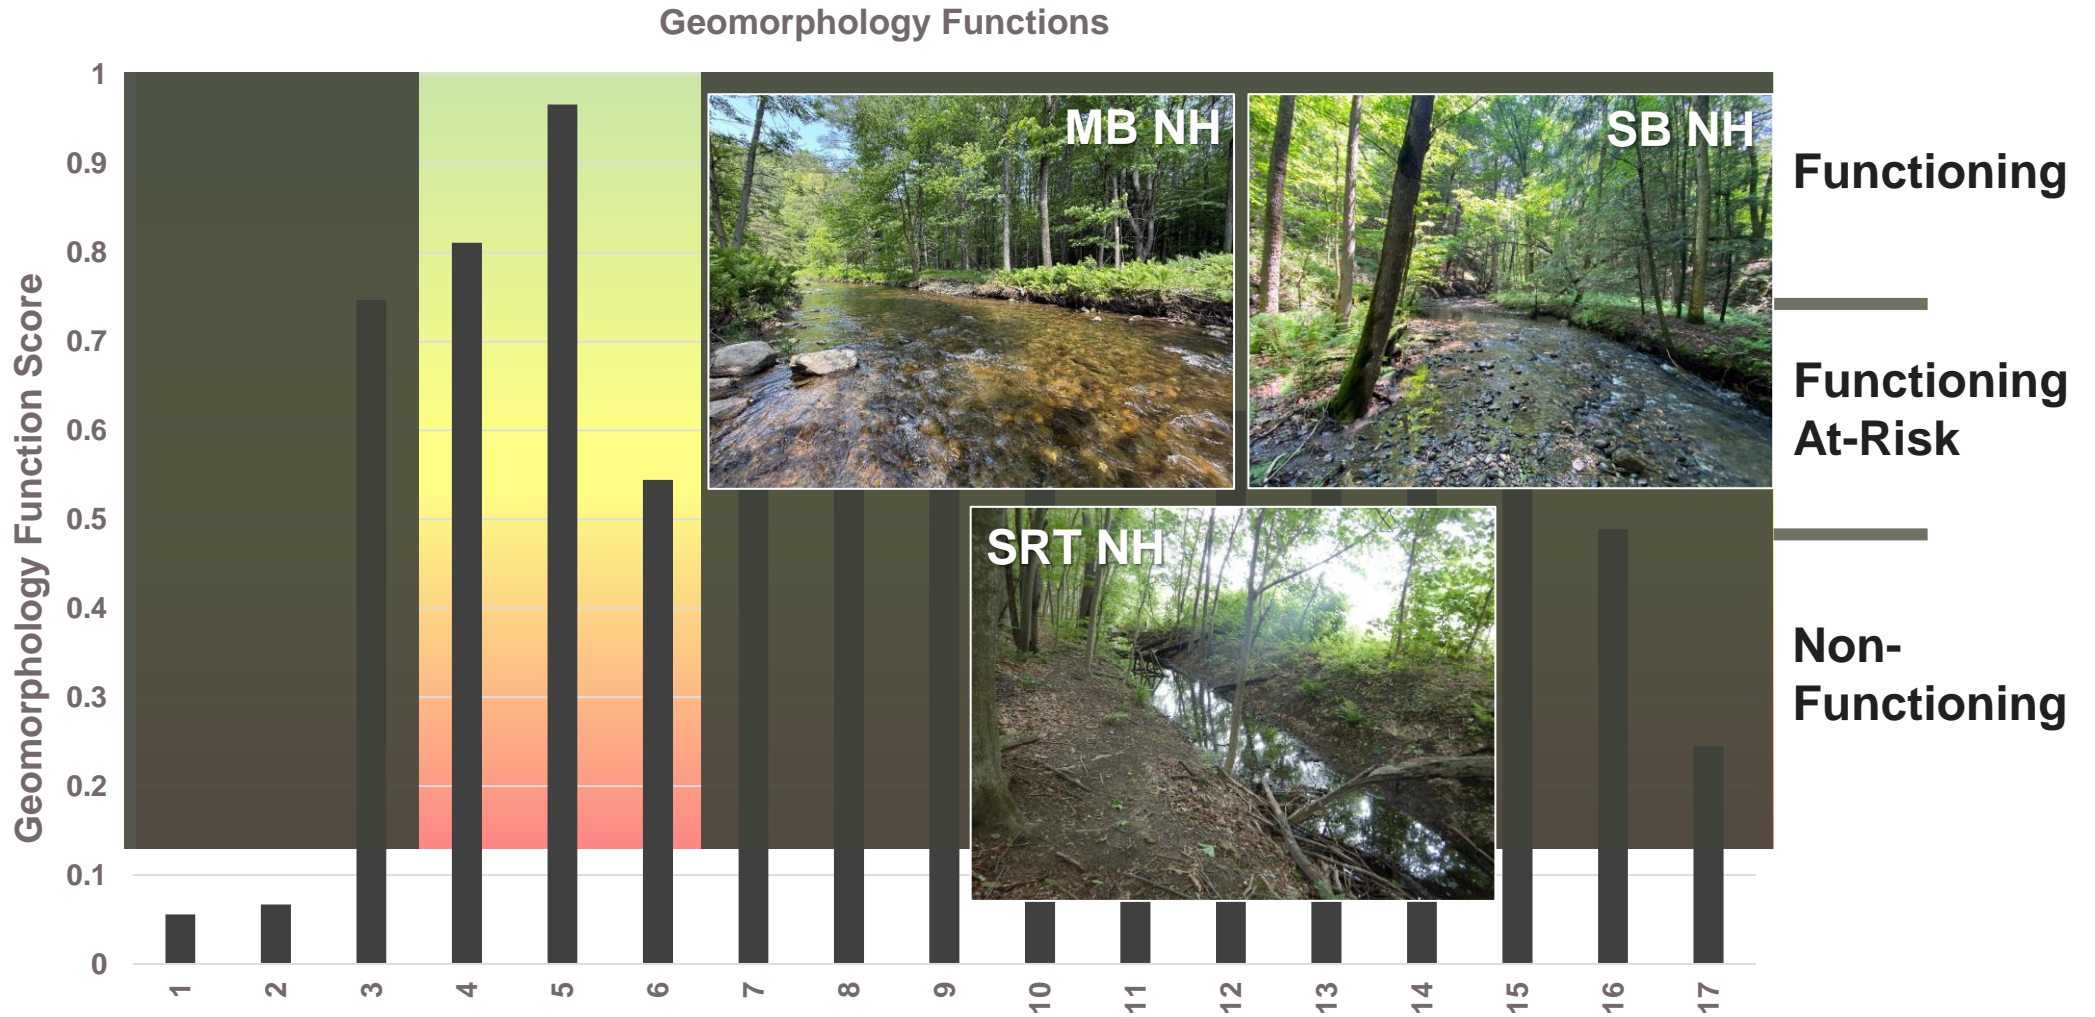 Geomorphology Functions
Geomorphology Function Score
1
0.9
0.8
0.7
0.6
0.5
0.4
0.3
0.2
0.1
0
1
2
3
4
5
6
7
8
9
10
11
12
13
14
15
16
17
MB NH
SB NH
SRT NH
Functioning
Functioning
At-Risk
Non-
Functioning